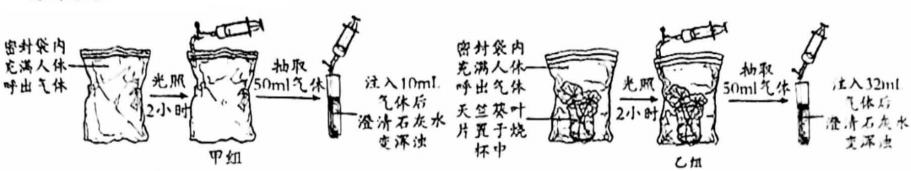 密封袋内
充满人体
呼出气体
光照
2小时
抽取
50ml气体
注入10mL
气体后
澄清石灰水
变浑浊
甲组
密封袋内
充满人体
呼出气体
天竺葵叶
片置于烧
杯中
光照
2小时
抽取
50mL气体
注入32ml
气体后
澄清石灰水
变浑浊
乙组